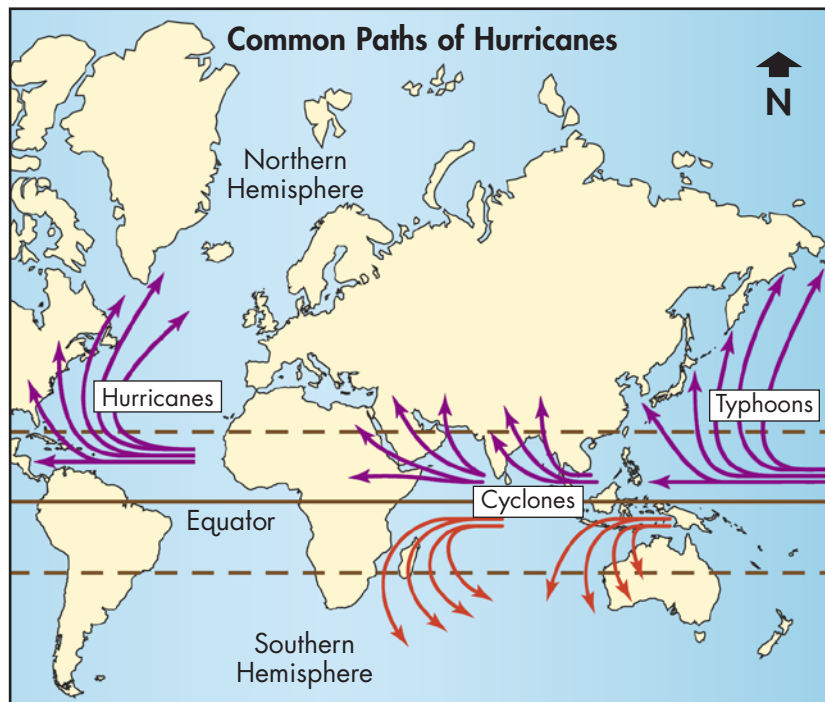 Common Paths of Hurricanes
N
Northern
Hemisphere
Hurricanes
Typhoons
Cyclones
Equator
Southern
Hemisphere